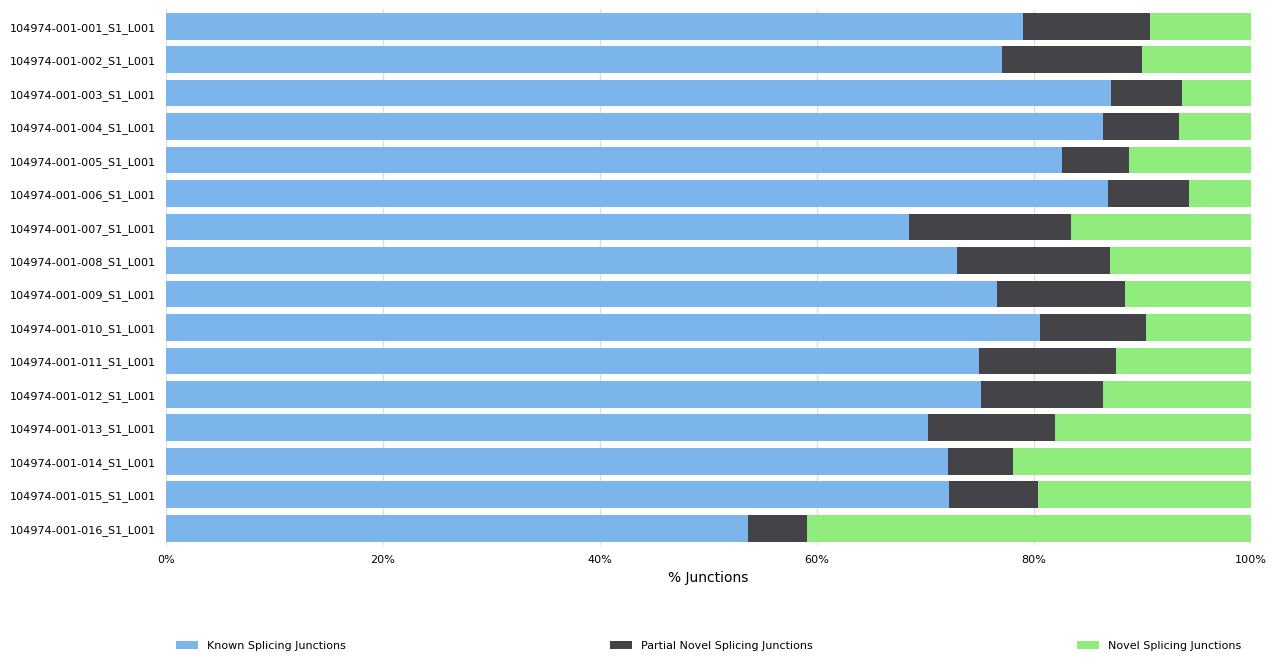 104974-001-001_S1_L001
104974-001-002_S1_L001
104974-001-003_S1_L001
104974-001-004_S1_L001
104974-001-005_S1_L001
104974-001-006_S1_L001
104974-001-007_S1_L001
104974-001-008_S1_L001
104974-001-009_S1_L001
104974-001-010_S1_L001
104974-001-011_S1_L001
104974-001-012_S1_L001
104974-001-013_S1_L001
104974-001-014_S1_L001
104974-001-015_S1_L001
104974-001-016_S1_L001
0% 20% 40% 60% 80% 100%
% Junctions
Known Splicing Junctions Partial Novel Splicing Junctions Novel Splicing Junctions